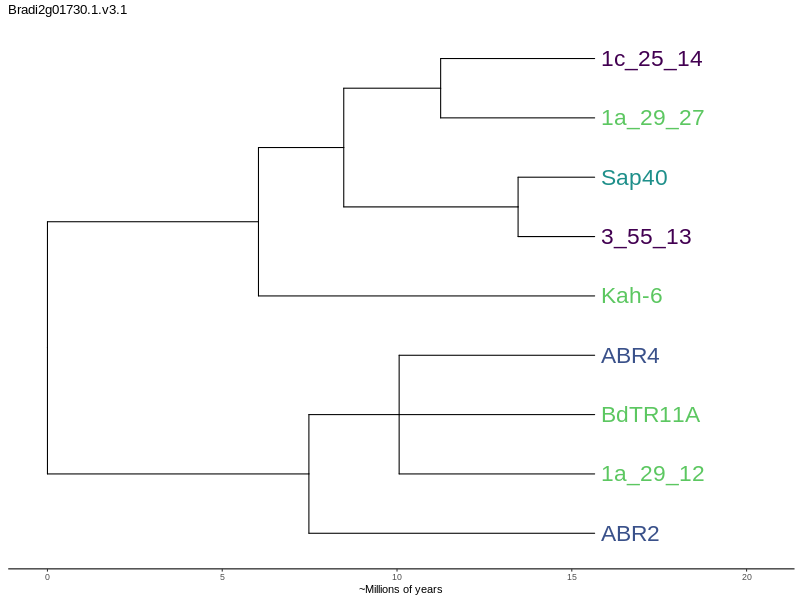 Bradi2g01730.1.v3.1
1c_25_14
1a_29_27
Sap40
3_55_13
Kah-6
ABR4
BdTR11A
1a_29_12
ABR2
0 5 10 15 20
~Millions of years